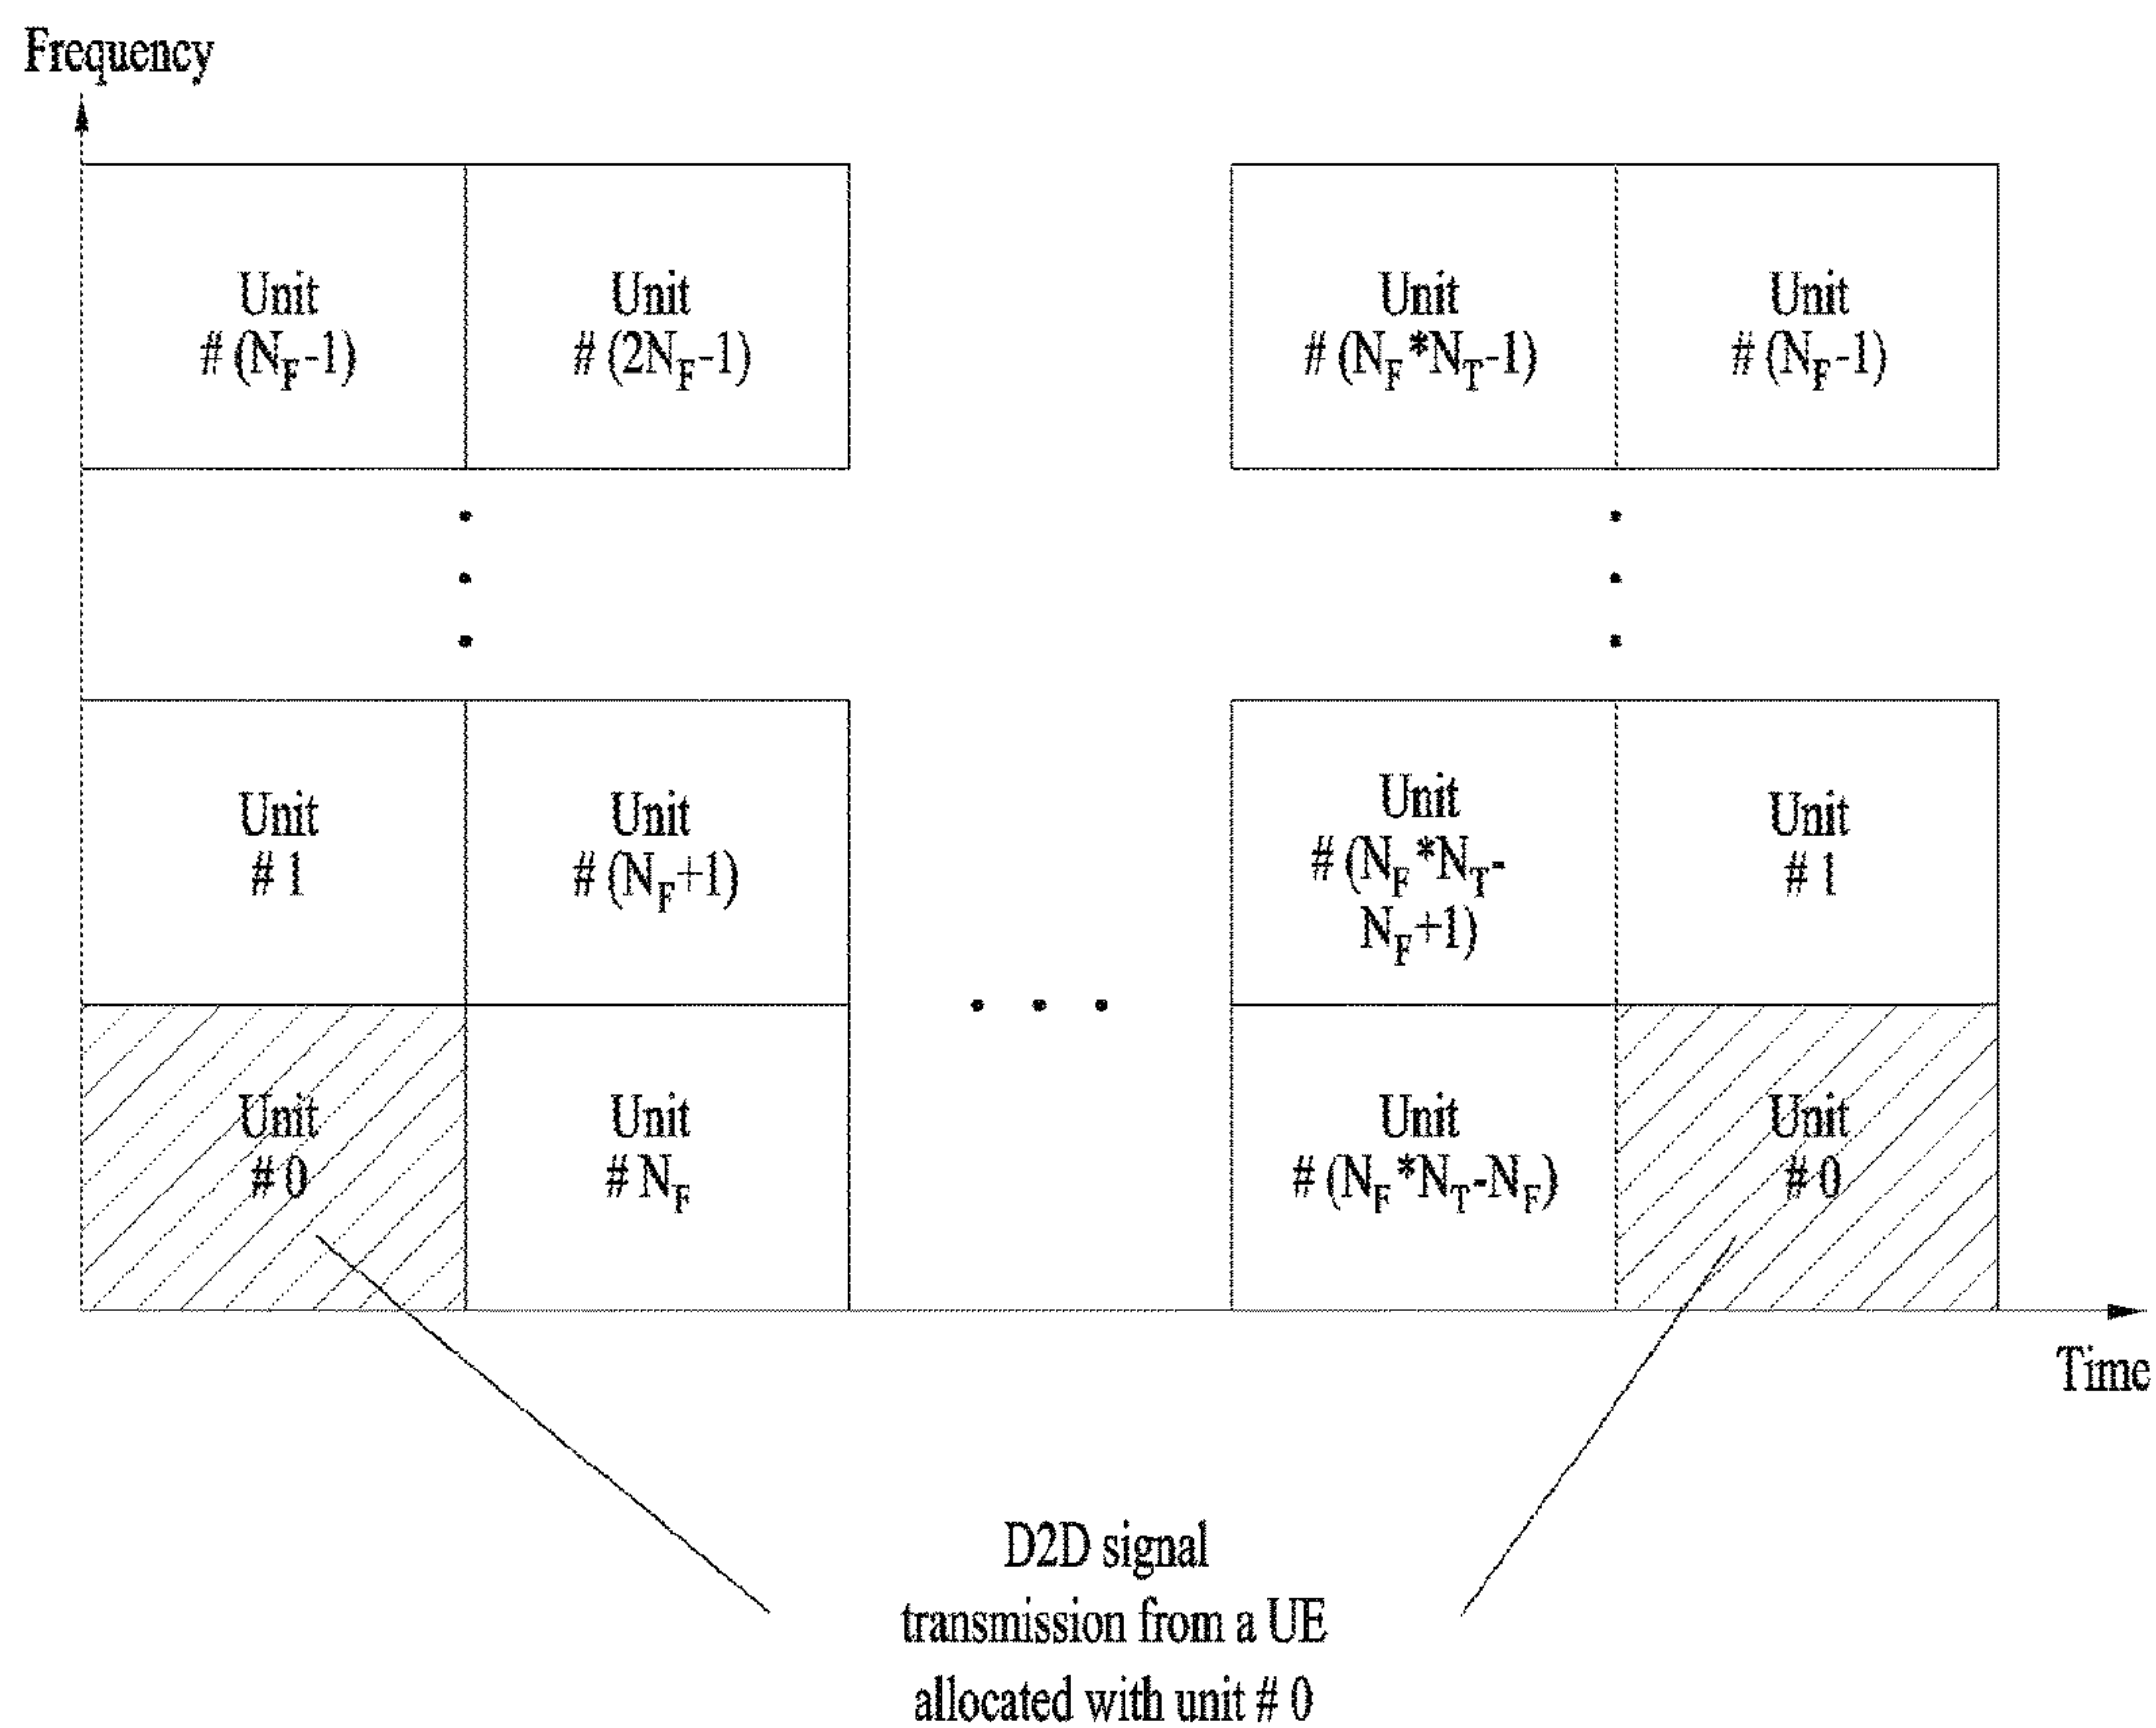 Frequency
Unit
# (N_F-1)
Unit
# (2N_F-1)
Unit
# (N_F*N_T-1)
Unit
# (N_F-1)
Unit
# 1
Unit
# (N_F+1)
Unit
# (N_F*N_T-
N_F+1)
Unit
# 1
Unit
# 0
Unit
# N_F
Unit
# (N_F*N_T-N_F)
Unit
# 0
Time
D2D signal
transmission from a UE
allocated with unit # 0